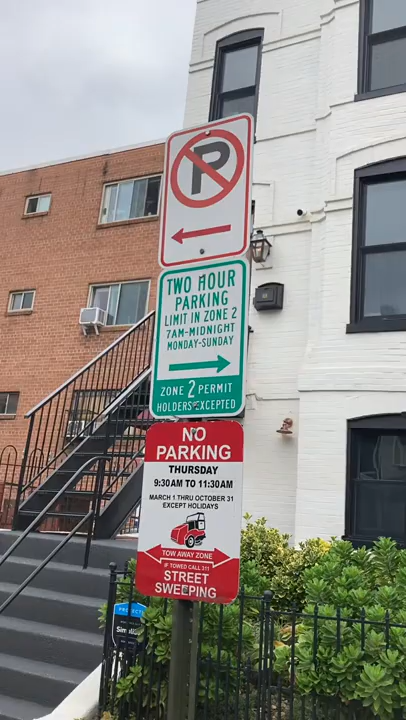 P
TWO HOUR
PARKING
LIMIT IN ZONE 2
7AM-MIDNIGHT
MONDAY-SUNDAY
ZONE 2 PERMIT
HOLDERS EXCEPTED
NO
PARKING
THURSDAY
9:30AM TO 11:30AM
MARCH 1 THRU OCTOBER 31
EXCEPT HOLIDAYS
TOW AWAY ZONE
IF TOWED CALL 311
STREET
SWEEPING